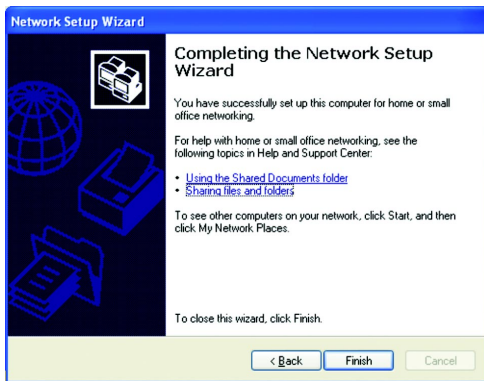 Network Setup Wizard
Completing the Network Setup
Wizard
You have successfully set up this computer for home or small
office networking.
For help with home or small office networking, see the
following topics in Help and Support Center:
• Using the Shared Documents folder
• Sharing files and folders
To see other computers on your network, click Start, and then
click My Network Places.
To close this wizard, click Finish.
< Back Finish Cancel